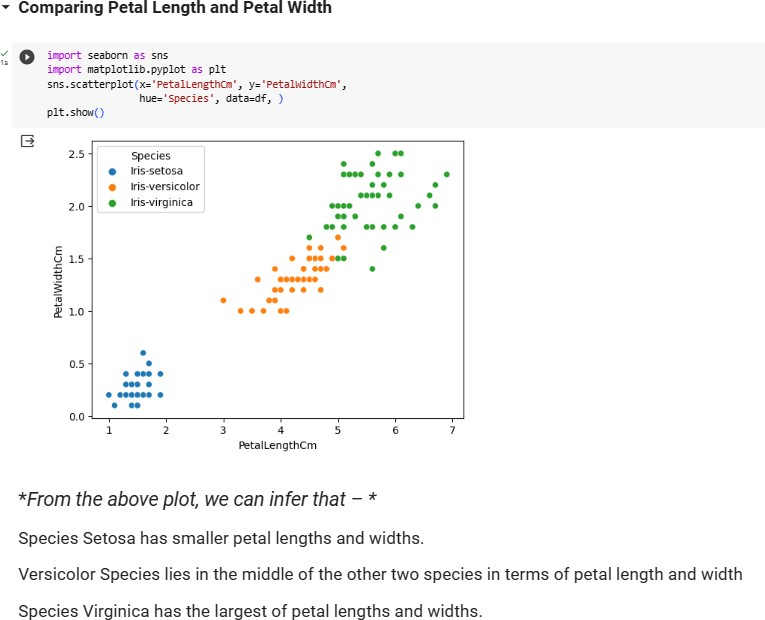 Comparing Petal Length and Petal Width
1s
import seaborn as sns
import matplotlib.pyplot as plt
sns.scatterplot(x='PetalLengthCm', y='PetalWidthCm',
hue='Species', data=df, )
plt.show()
Species
Iris-setosa
Iris-versicolor
Iris-virginica
2.5
2.0
1.5
1.0
0.5
0.0
PetalWidthCm
1 2 3 4 5 6 7
PetalLengthCm
*From the above plot, we can infer that – *
Species Setosa has smaller petal lengths and widths.
Versicolor Species lies in the middle of the other two species in terms of petal length and width
Species Virginica has the largest of petal lengths and widths.